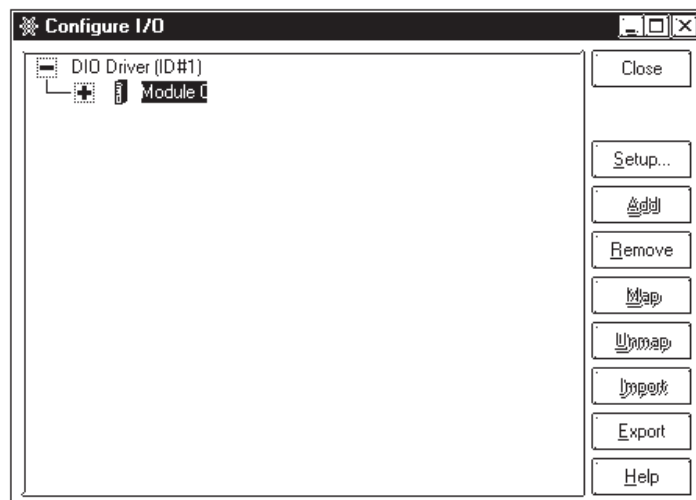 Configure I/O
DIO Driver (ID#1)
Module 0
Close
Setup...
Add
Remove
Map
Unmap
Import
Export
Help